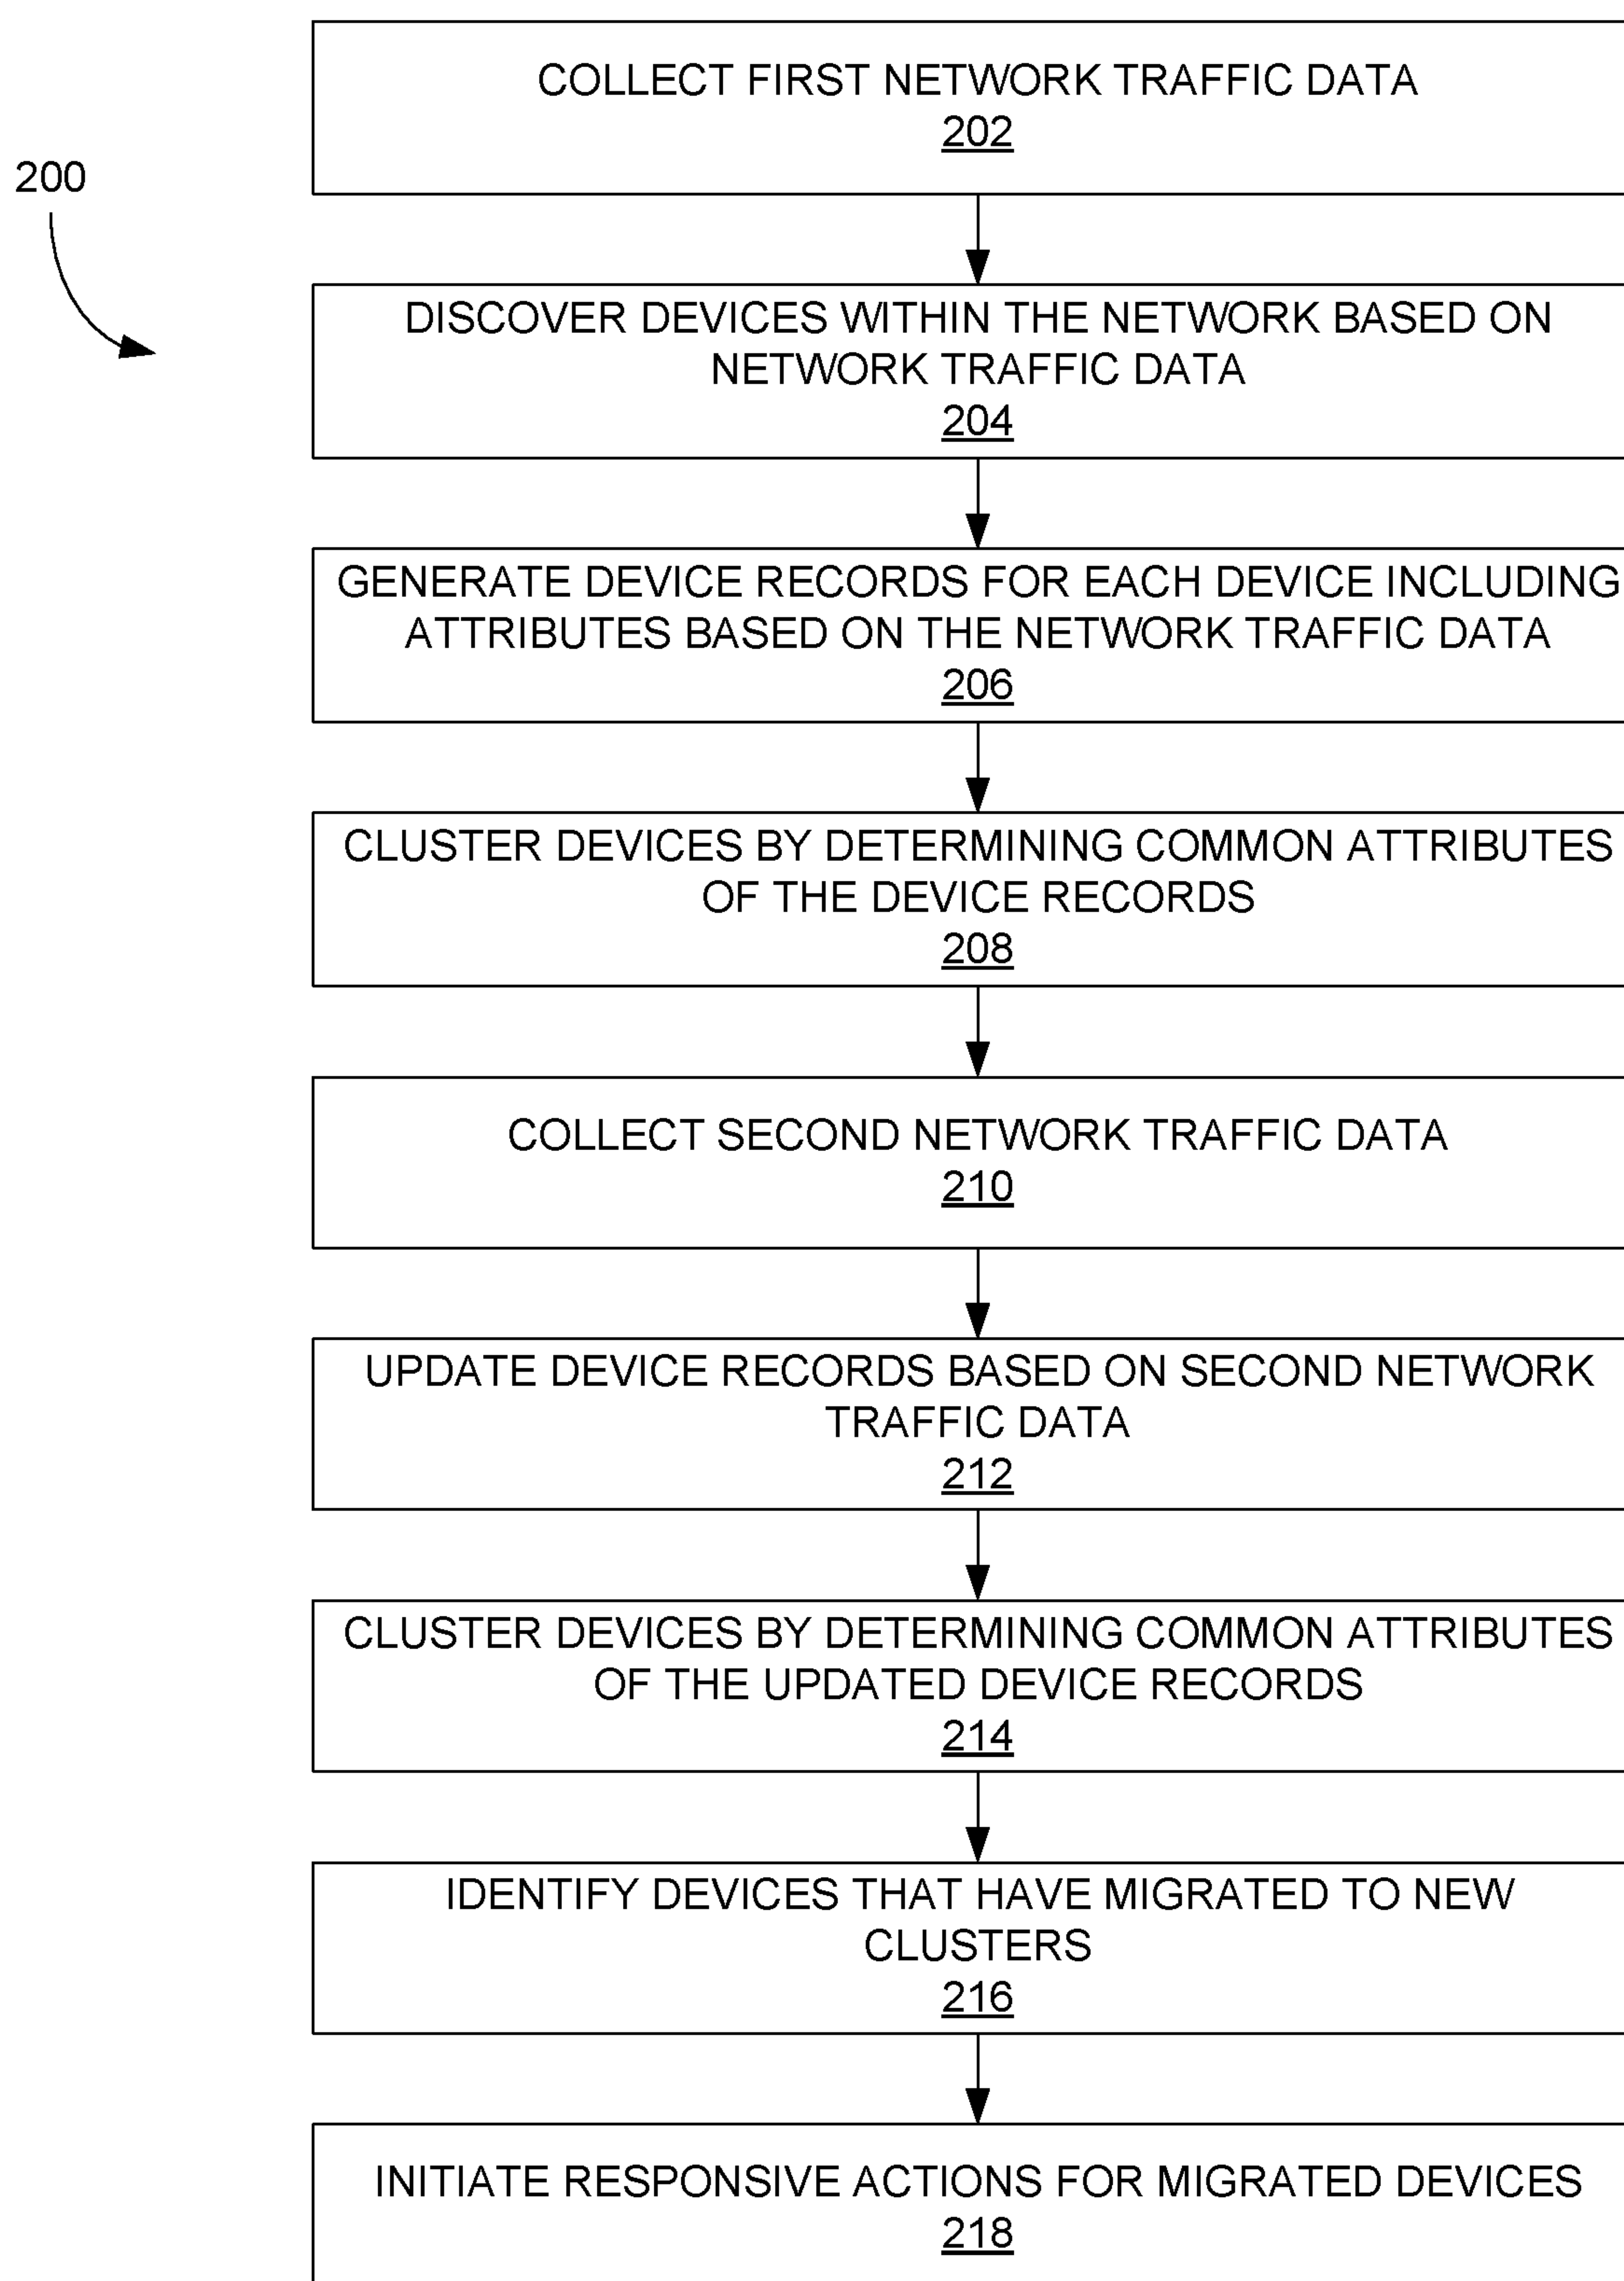 COLLECT FIRST NETWORK TRAFFIC DATA
202
200
DISCOVER DEVICES WITHIN THE NETWORK BASED ON
NETWORK TRAFFIC DATA
204
GENERATE DEVICE RECORDS FOR EACH DEVICE INCLUDING
ATTRIBUTES BASED ON THE NETWORK TRAFFIC DATA
206
CLUSTER DEVICES BY DETERMINING COMMON ATTRIBUTES
OF THE DEVICE RECORDS
208
COLLECT SECOND NETWORK TRAFFIC DATA
210
UPDATE DEVICE RECORDS BASED ON SECOND NETWORK
TRAFFIC DATA
212
CLUSTER DEVICES BY DETERMINING COMMON ATTRIBUTES
OF THE UPDATED DEVICE RECORDS
214
IDENTIFY DEVICES THAT HAVE MIGRATED TO NEW
CLUSTERS
216
INITIATE RESPONSIVE ACTIONS FOR MIGRATED DEVICES
218